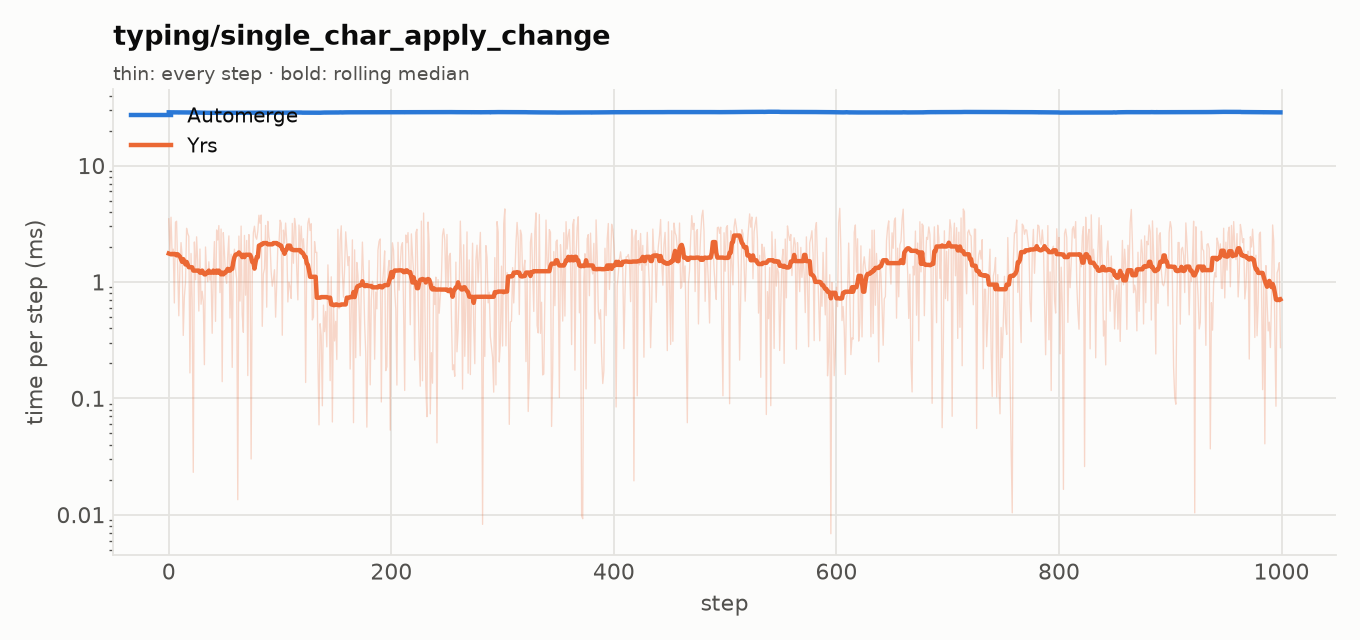 typing/single_char_apply_change
thin: every step · bold: rolling median
Automerge
Yrs
10
1
0.1
0.01
time per step (ms)
0
200
400
600
800
1000
step